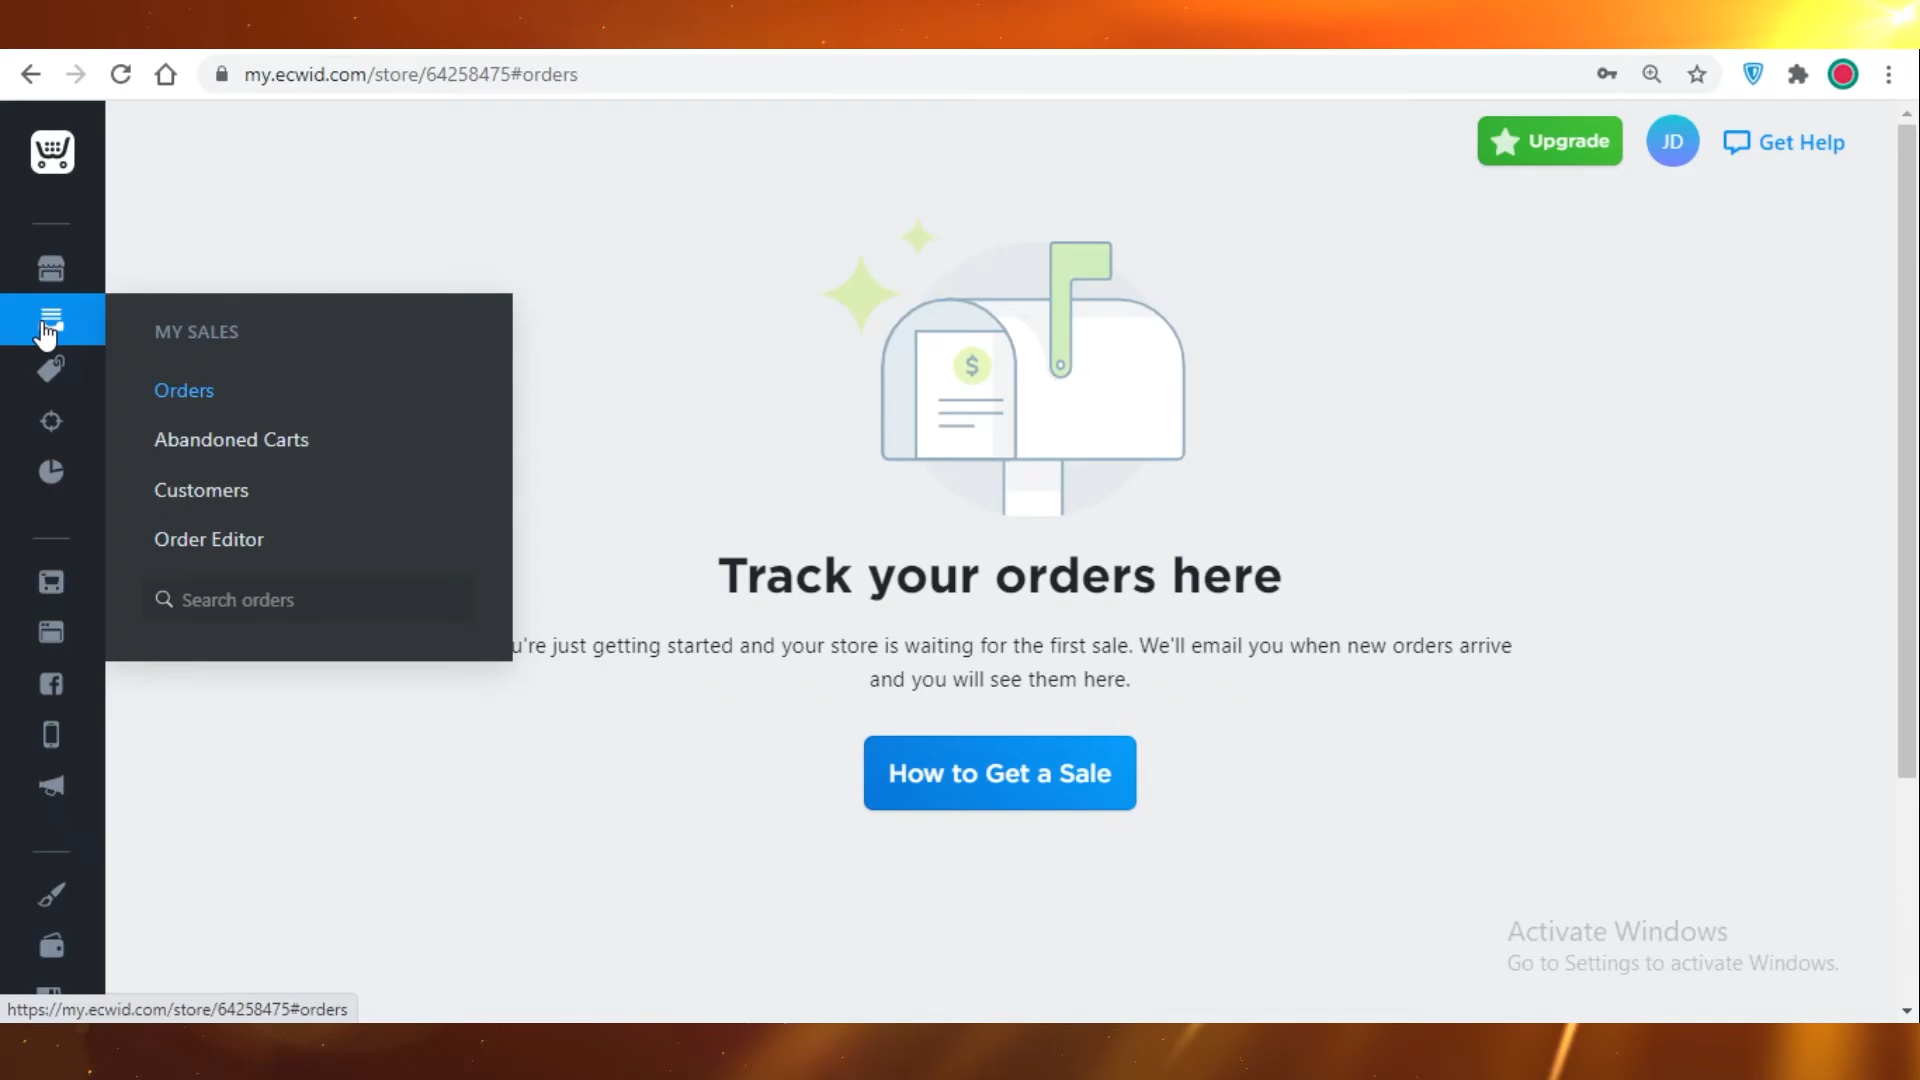 my.ecwid.com/store/64258475#orders
Upgrade
JD
Get Help
MY SALES
Orders
Abandoned Carts
Customers
Order Editor
Search orders
$
Track your orders here
u're just getting started and your store is waiting for the first sale. We'll email you when new orders arrive
and you will see them here.
How to Get a Sale
Activate Windows
Go to Settings to activate Windows.
https://my.ecwid.com/store/64258475#orders